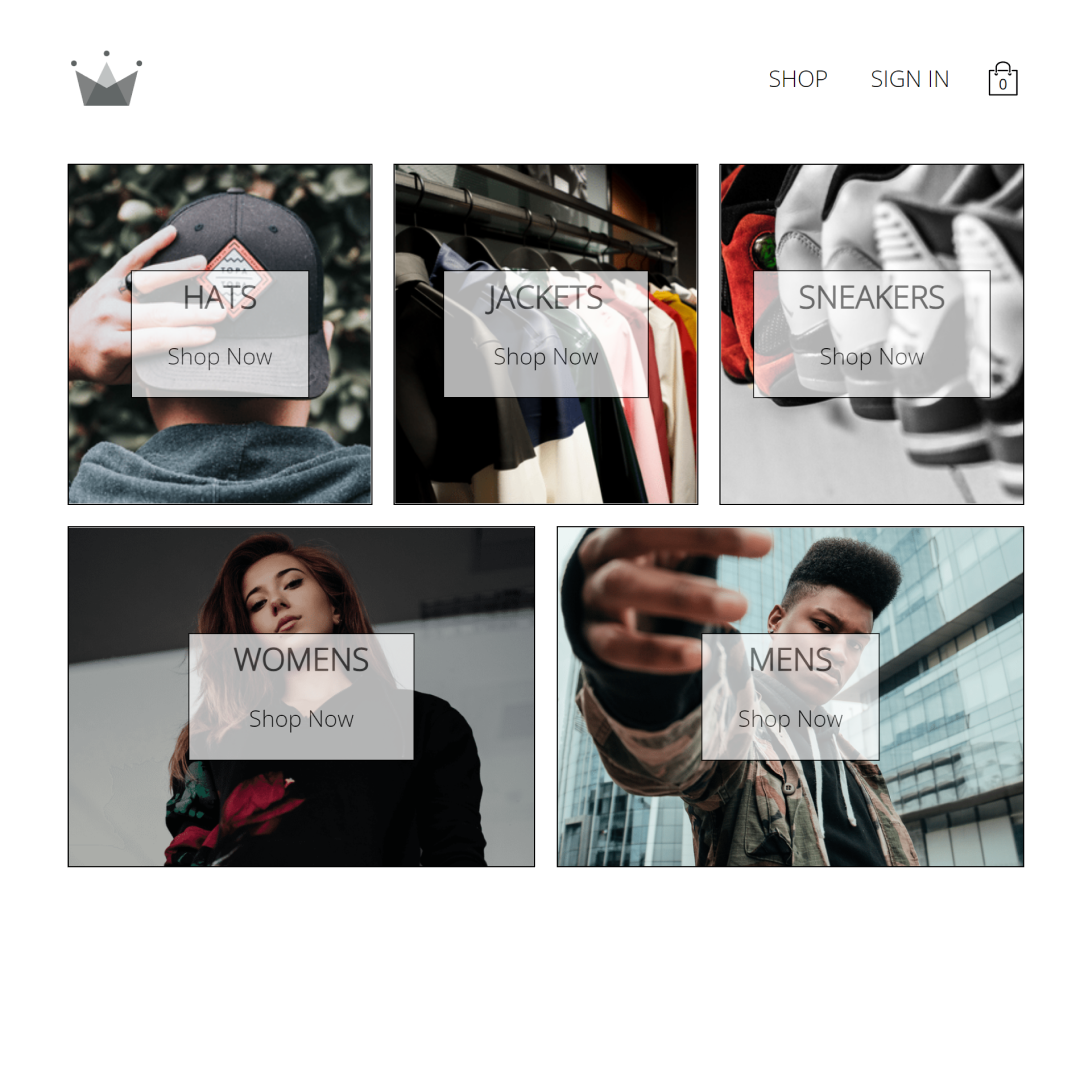 SHOP SIGN IN
0
HATS
Shop Now
JACKETS
Shop Now
SNEAKERS
Shop Now
WOMENS
Shop Now
MENS
Shop Now